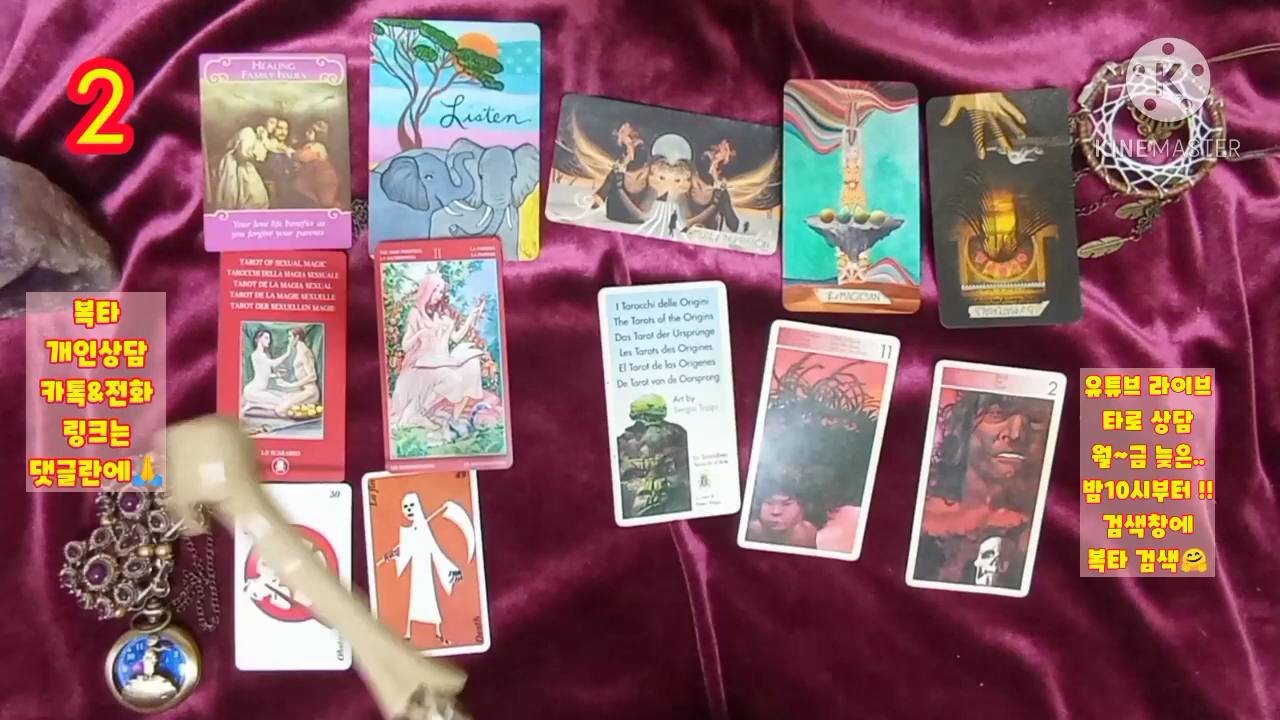 2
HEALING
FAMILY ISSUES
Your love life benefits as
you forgive your parents
Listen
The MAGICIAN
KINEMASTER
TAROT OF SEXUAL MAGIC
TAROCCHI DELLA MAGIA SESSUALE
TAROT DE LA MAGIA SEXUAL
TAROT DE LA MAGIE SEXUELLE
TAROT DER SEXUELLEN MAGIE
LO SCARABEO
II
I Tarocchi delle Origini
The Tarots of the Origins
Das Tarot der Ursprünge
Les Tarots des Origines
El Tarot de los Origenes
De Tarot van de Oorsprong
Art by
Sergio Toppi
11
2
복타
개인상담
카톡&전화
링크는
댓글란에🙏
유튜브 라이브
타로 상담
월~금 늦은..
밤10시부터 !!
검색창에
복타 검색🤗
30
Death